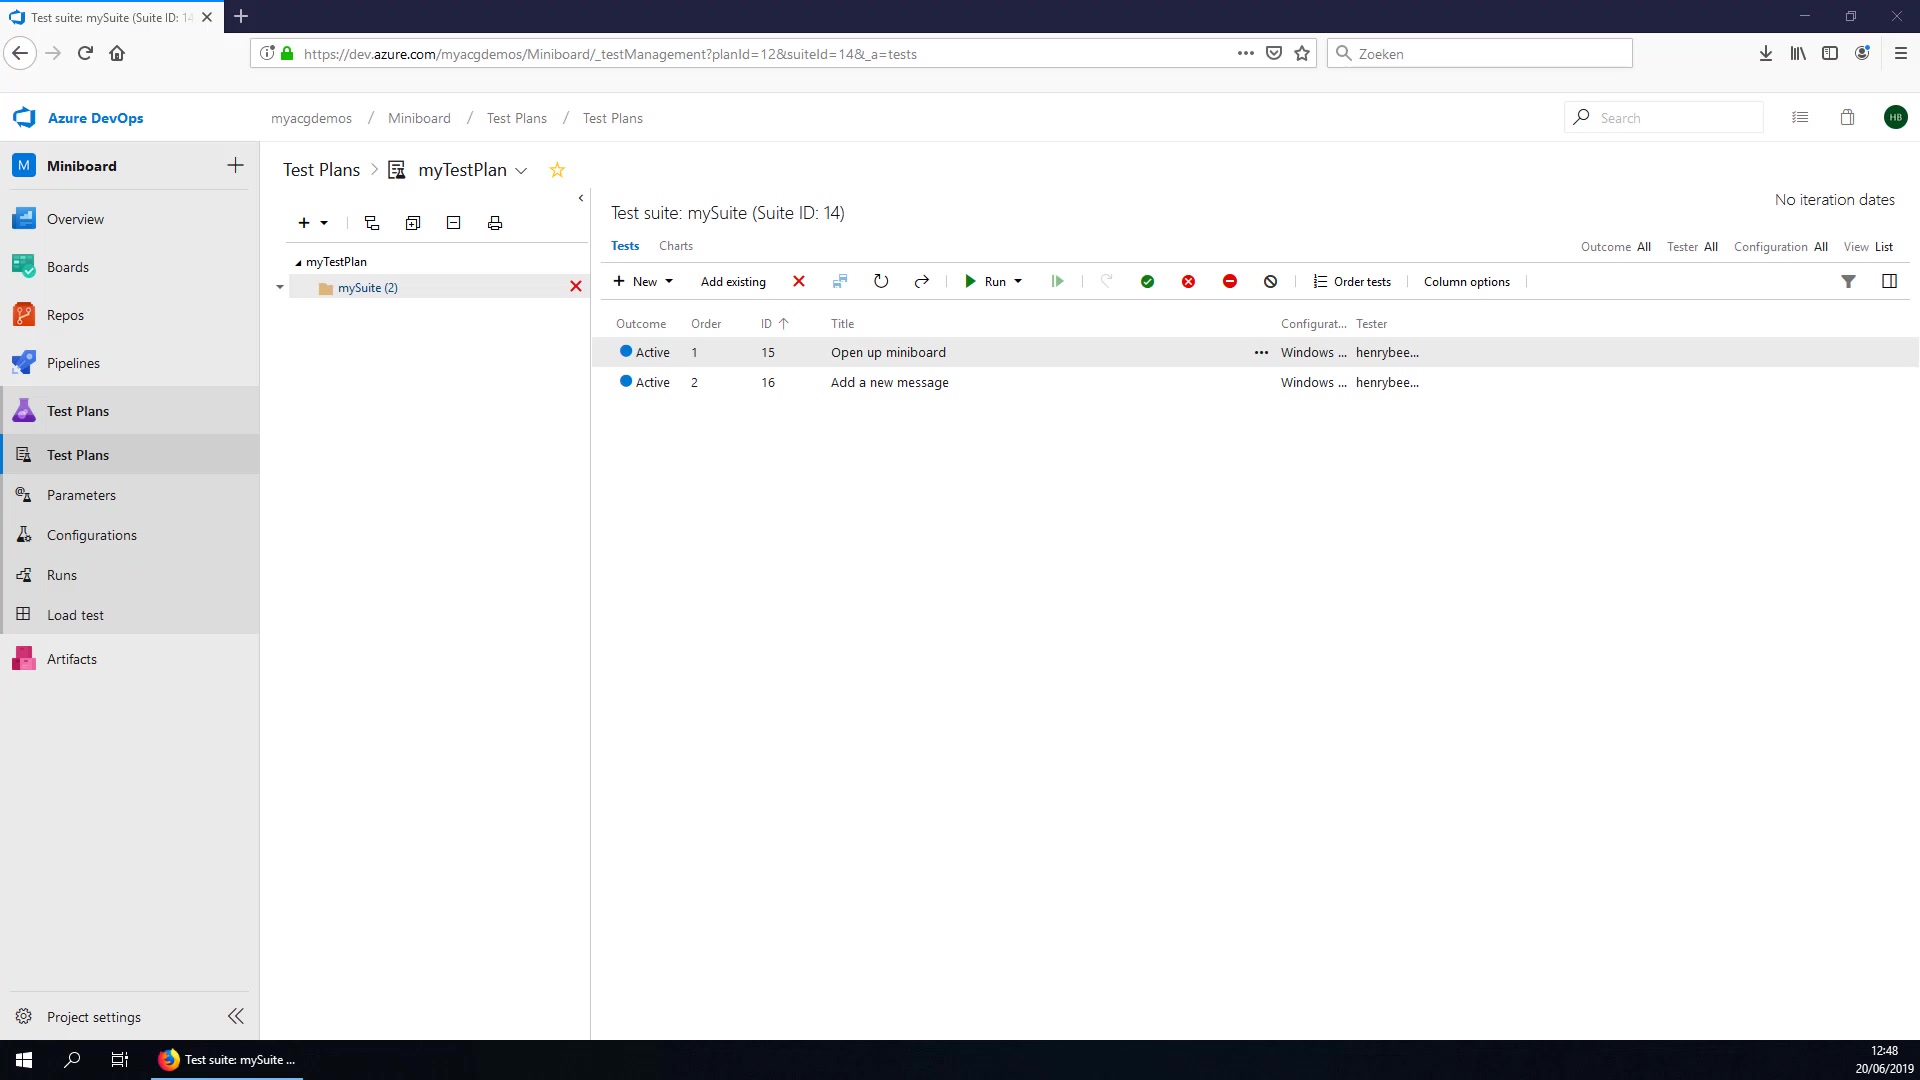 Test suite: mySuite (Suite ID: 14
https://dev.azure.com/myacgdemos/Miniboard/_testManagement?planId=12&suiteId=14&_a=tests
Zoeken
Azure DevOps
myacgdemos / Miniboard / Test Plans / Test Plans
Search
HB
M Miniboard
Overview
Boards
Repos
Pipelines
Test Plans
Test Plans
Parameters
Configurations
Runs
Load test
Artifacts
Project settings
Test Plans > myTestPlan
myTestPlan
mySuite (2)
No iteration dates
Test suite: mySuite (Suite ID: 14)
Tests Charts
Outcome All Tester All Configuration All View List
New Add existing Run Order tests Column options
Outcome Order ID Title Configurat... Tester
Active 1 15 Open up miniboard ... Windows ... henrybee...
Active 2 16 Add a new message Windows ... henrybee...
Test suite: mySuite ...
12:48
20/06/2019